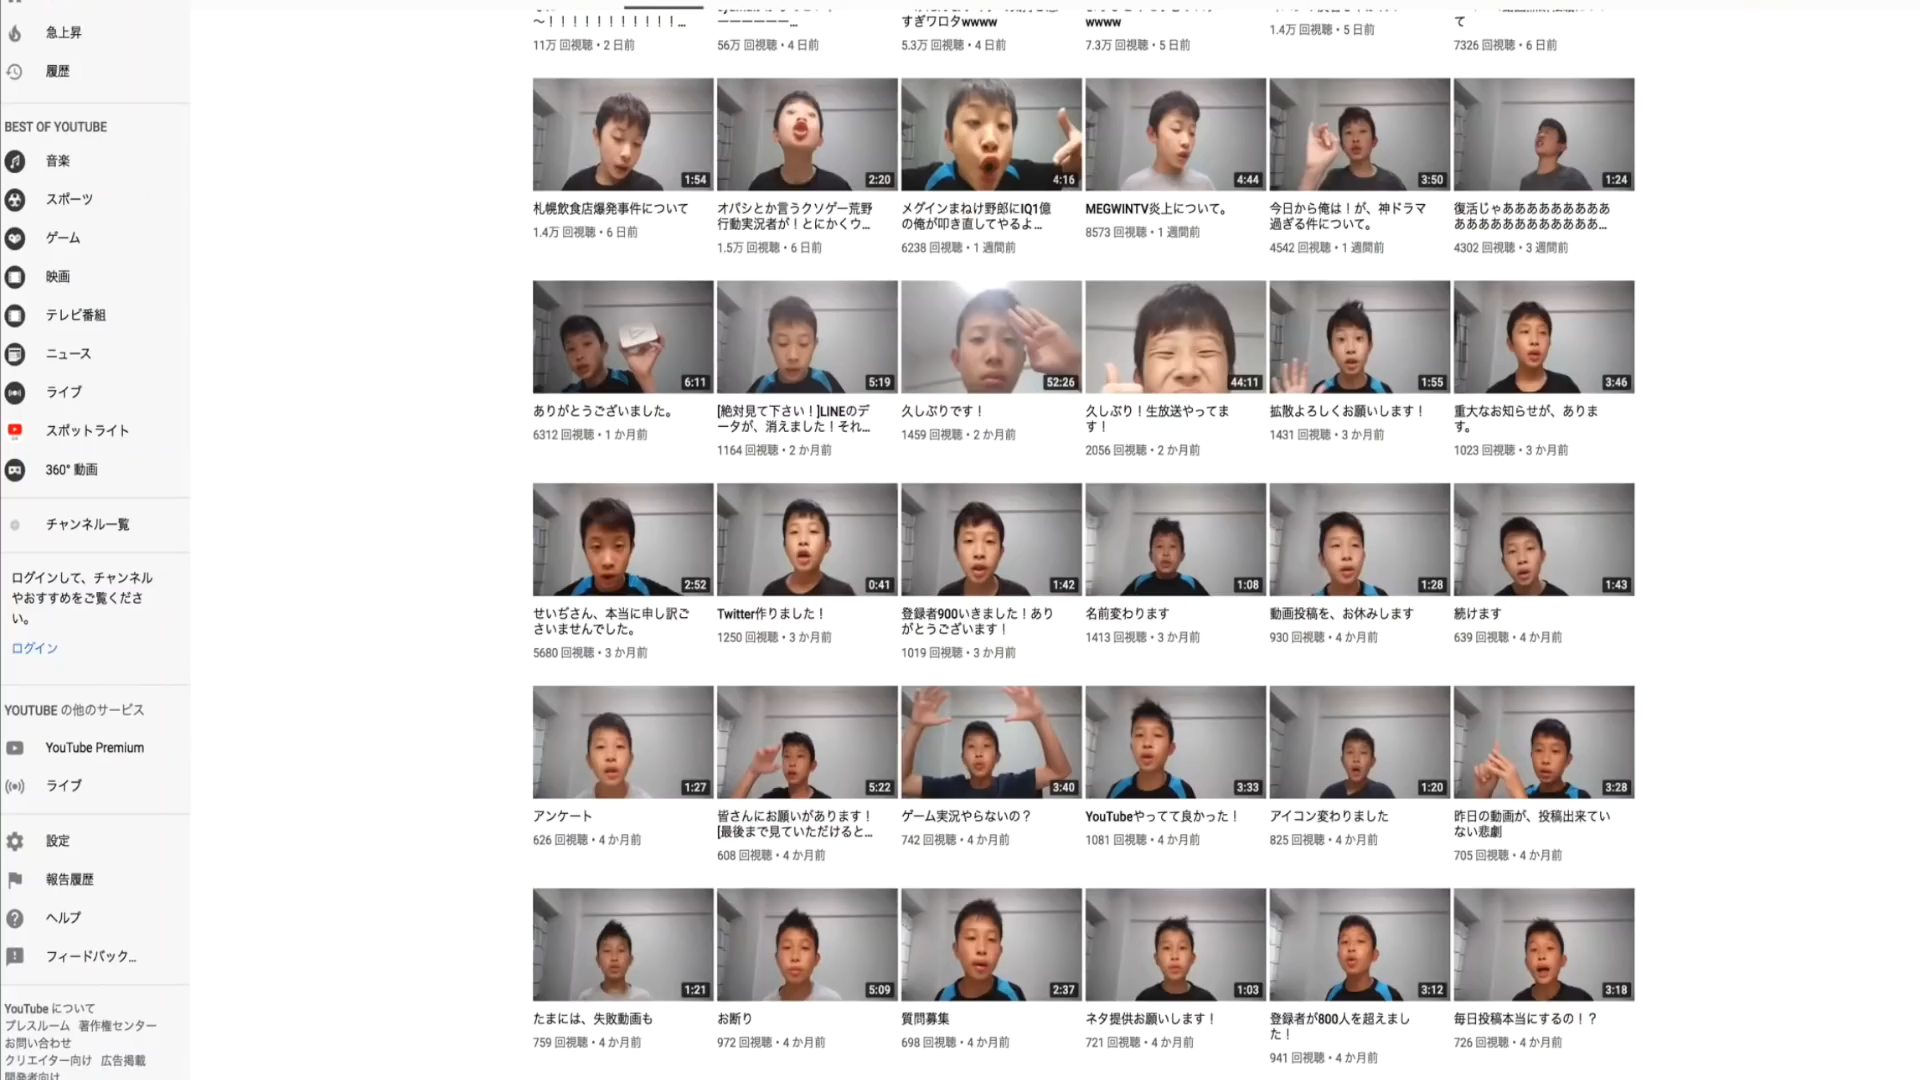 急上昇
履歴
BEST OF YOUTUBE
音楽
スポーツ
ゲーム
映画
テレビ番組
ニュース
ライブ
スポットライト
360° 動画
チャンネル一覧
ログインして、チャンネル
やおすすめをご覧くださ
い。
ログイン
YOUTUBE の他のサービス
YouTube Premium
ライブ
設定
報告履歴
ヘルプ
フィードバック...
YouTube について
プレスルーム 著作権センター
お問い合わせ
クリエイター向け 広告掲載
開発者向け
～！！！！！！！！！！！...
11万 回視聴・2 日前
ーーーーーー...
56万 回視聴・4 日前
すぎワロタwwww
5.3万 回視聴・4 日前
wwww
7.3万 回視聴・5 日前
1.4万 回視聴・5 日前
て
7326 回視聴・6 日前
1:54
札幌飲食店爆発事件について
1.4万 回視聴・6 日前
2:20
オパシとか言うクソゲー荒野
行動実況者が！とにかくウ...
1.5万 回視聴・6 日前
4:16
メグインまねけ野郎にIQ1億
の俺が叩き直してやるよ...
6238 回視聴・1 週間前
4:44
MEGWINTV炎上について。
8573 回視聴・1 週間前
3:50
今日から俺は！が、神ドラマ
過ぎる件について。
4542 回視聴・1 週間前
1:24
復活じゃあああああああああ
ああああああああああああ...
4302 回視聴・3 週間前
6:11
ありがとうございました。
6312 回視聴・1 か月前
5:19
[絶対見て下さい！]LINEのデ
ータが、消えました！それ...
1164 回視聴・2 か月前
52:26
久しぶりです！
1459 回視聴・2 か月前
44:11
久しぶり！生放送やってま
す！
2056 回視聴・2 か月前
1:55
拡散よろしくお願いします！
1431 回視聴・3 か月前
3:46
重大なお知らせが、ありま
す。
1023 回視聴・3 か月前
2:52
せいぢさん、本当に申し訳ご
さいませんでした。
5680 回視聴・3 か月前
0:41
Twitter作りました！
1250 回視聴・3 か月前
1:42
登録者900いきました！あり
がとうございます！
1019 回視聴・3 か月前
1:08
名前変わります
1413 回視聴・3 か月前
1:28
動画投稿を、お休みします
930 回視聴・4 か月前
1:43
続けます
639 回視聴・4 か月前
1:27
アンケート
626 回視聴・4 か月前
5:22
皆さんにお願いがあります！
[最後まで見ていただけると...
608 回視聴・4 か月前
3:40
ゲーム実況やらないの？
742 回視聴・4 か月前
3:33
YouTubeやってて良かった！
1081 回視聴・4 か月前
1:20
アイコン変わりました
825 回視聴・4 か月前
3:28
昨日の動画が、投稿出来てい
ない悲劇
705 回視聴・4 か月前
1:21
たまには、失敗動画も
759 回視聴・4 か月前
5:09
お断り
972 回視聴・4 か月前
2:37
質問募集
698 回視聴・4 か月前
1:03
ネタ提供お願いします！
721 回視聴・4 か月前
3:12
登録者が800人を超えまし
た！
941 回視聴・4 か月前
3:18
毎日投稿本当にするの！？
726 回視聴・4 か月前